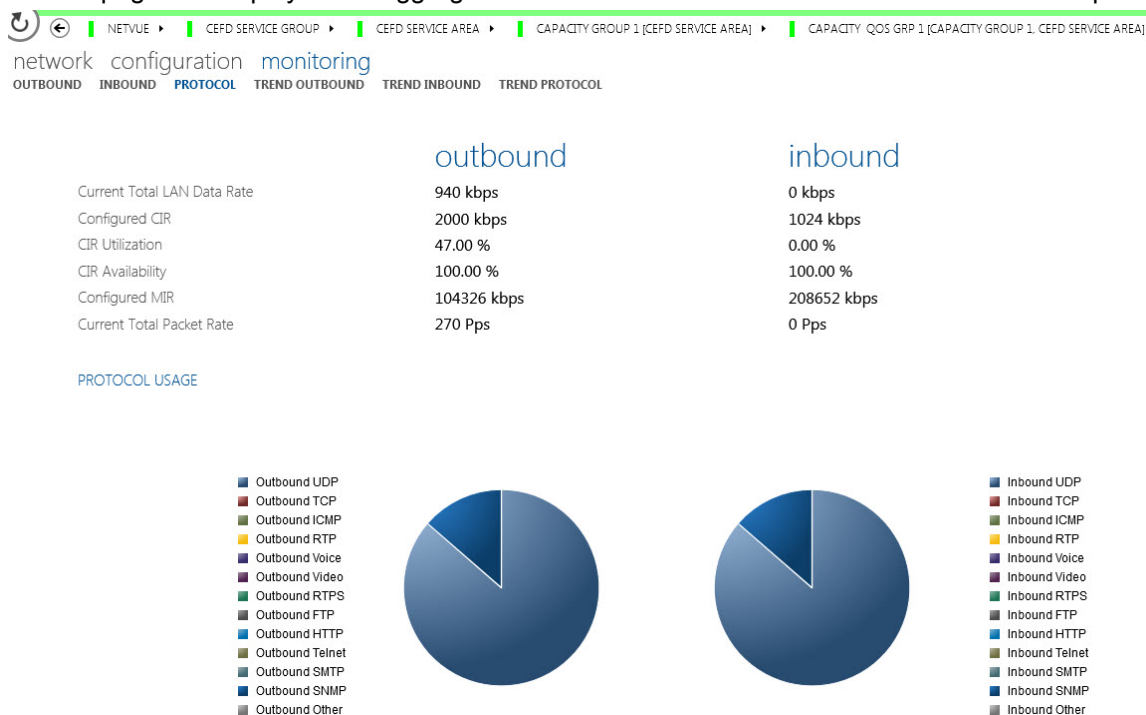 NETVUE ▸ CEFD SERVICE GROUP ▸ CEFD SERVICE AREA ▸ CAPACITY GROUP 1 [CEFD SERVICE AREA] ▸ CAPACITY QOS GRP 1 [CAPACITY GROUP 1, CEFD SERVICE AREA]
network configuration monitoring
OUTBOUND INBOUND PROTOCOL TREND OUTBOUND TREND INBOUND TREND PROTOCOL
outbound inbound
Current Total LAN Data Rate 940 kbps 0 kbps
Configured CIR 2000 kbps 1024 kbps
CIR Utilization 47.00 % 0.00 %
CIR Availability 100.00 % 100.00 %
Configured MIR 104326 kbps 208652 kbps
Current Total Packet Rate 270 Pps 0 Pps
PROTOCOL USAGE
Outbound UDP Inbound UDP
Outbound TCP Inbound TCP
Outbound ICMP Inbound ICMP
Outbound RTP Inbound RTP
Outbound Voice Inbound Voice
Outbound Video Inbound Video
Outbound RTPS Inbound RTPS
Outbound FTP Inbound FTP
Outbound HTTP Inbound HTTP
Outbound Telnet Inbound Telnet
Outbound SMTP Inbound SMTP
Outbound SNMP Inbound SNMP
Outbound Other Inbound Other